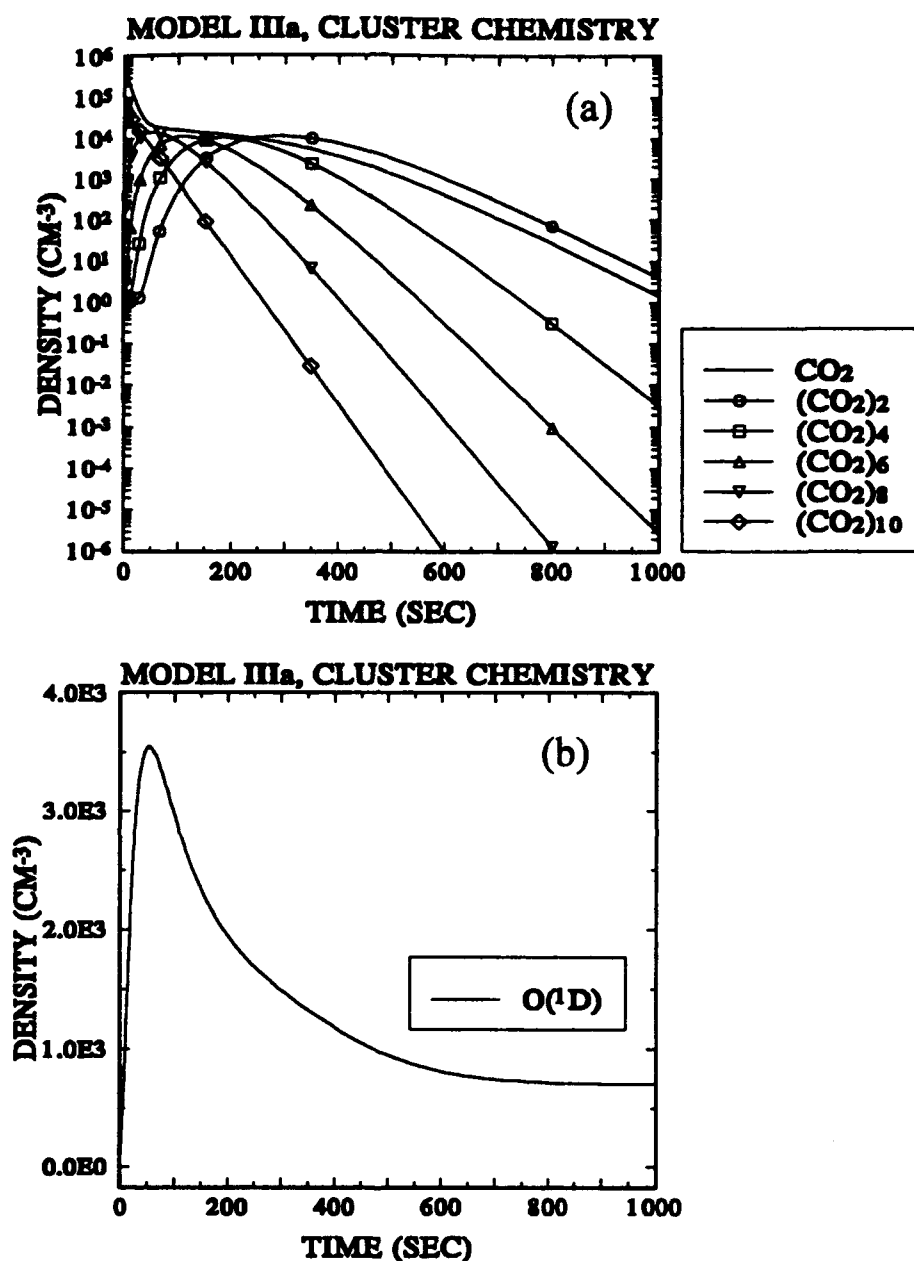 MODEL IIIa, CLUSTER CHEMISTRY
(a)
DENSITY (CM-3)
10^6
10^5
10^4
10^3
10^2
10^1
10^0
10^-1
10^-2
10^-3
10^-4
10^-5
10^-6
0 200 400 600 800 1000
TIME (SEC)
CO2
(CO2)2
(CO2)4
(CO2)6
(CO2)8
(CO2)10
MODEL IIIa, CLUSTER CHEMISTRY
(b)
DENSITY (CM-3)
4.0E3
3.0E3
2.0E3
1.0E3
0.0E0
O(1D)
0 200 400 600 800 1000
TIME (SEC)